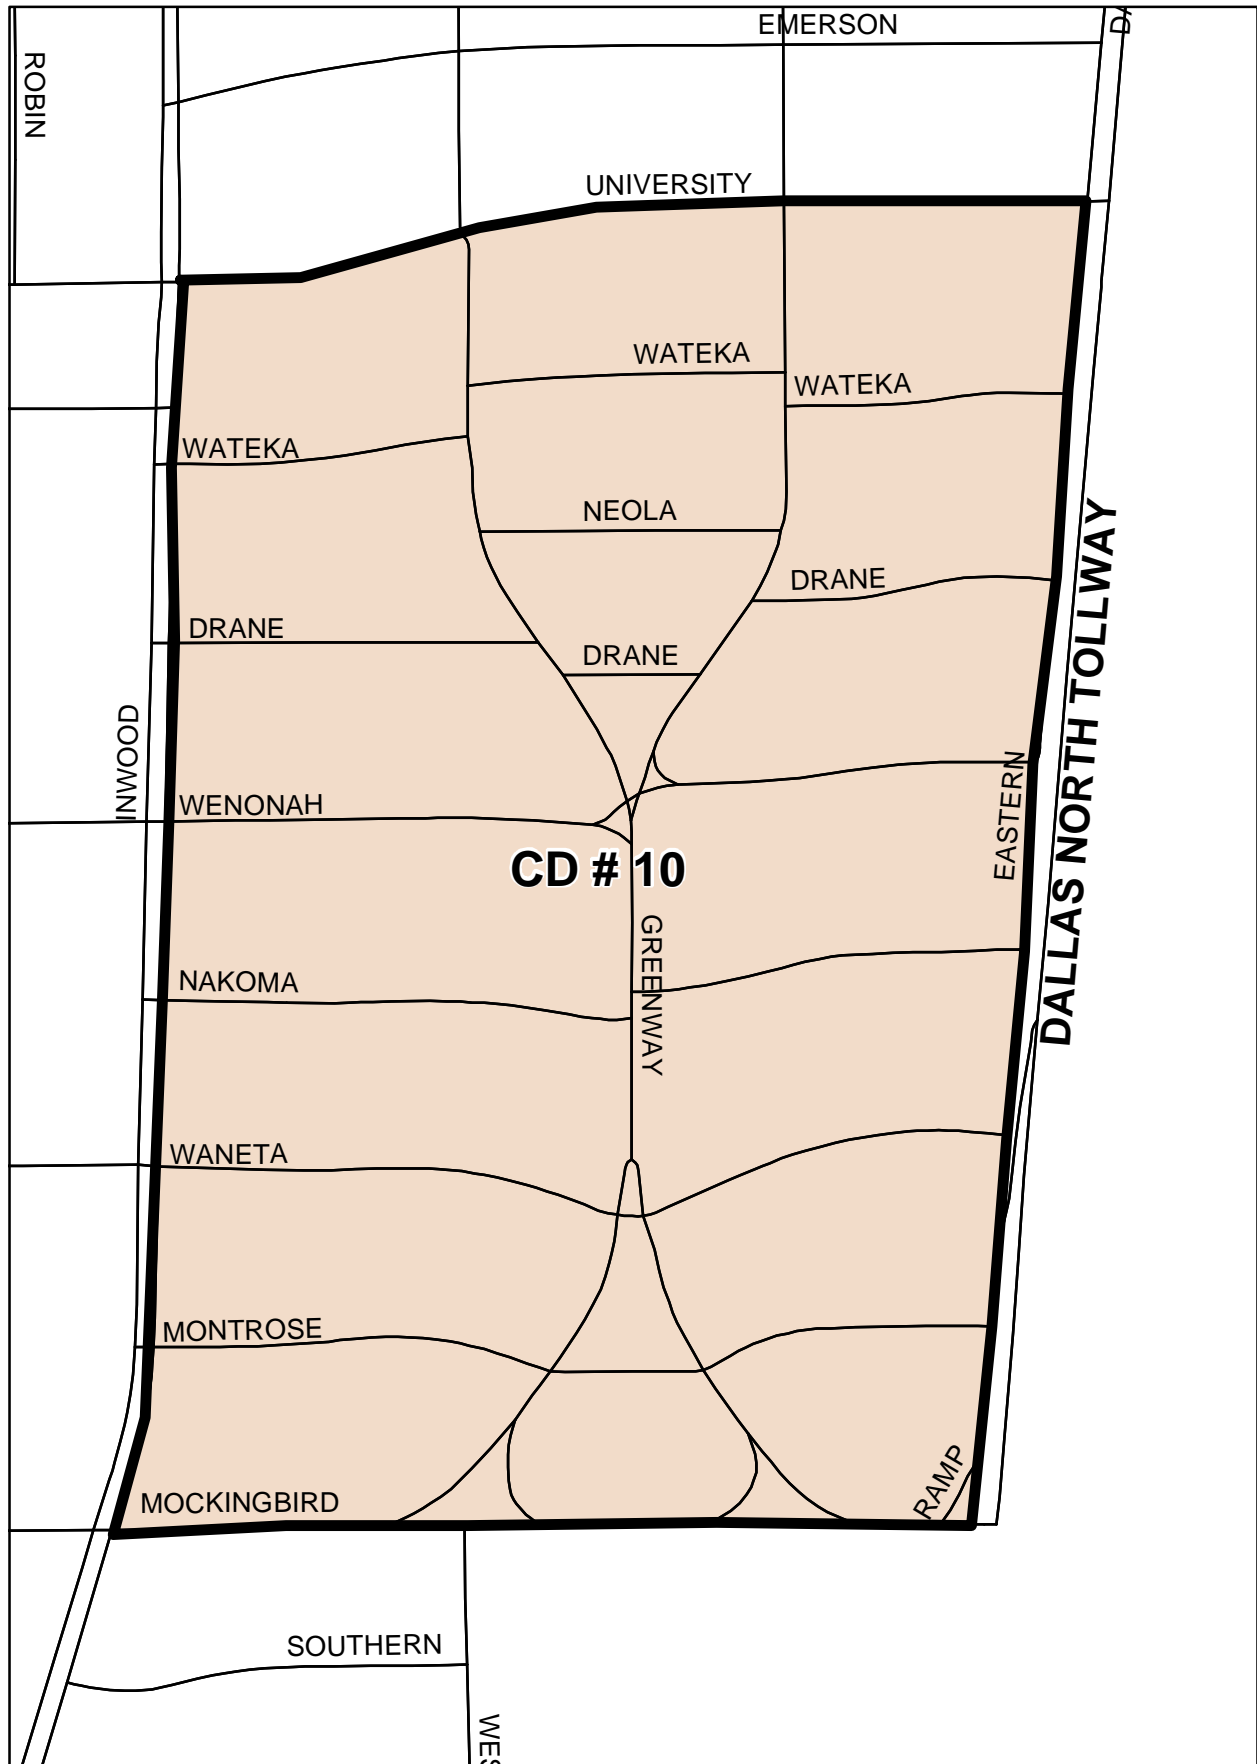 EMERSON
ROBIN
UNIVERSITY
WATEKA
WATEKA
WATEKA
NEOLA
DRANE
DRANE
DRANE
INWOOD
WENONAH
EASTERN
DALLAS NORTH TOLLWAY
CD # 10
GREENWAY
NAKOMA
WANETA
MONTROSE
RAMP
MOCKINGBIRD
SOUTHERN
WES